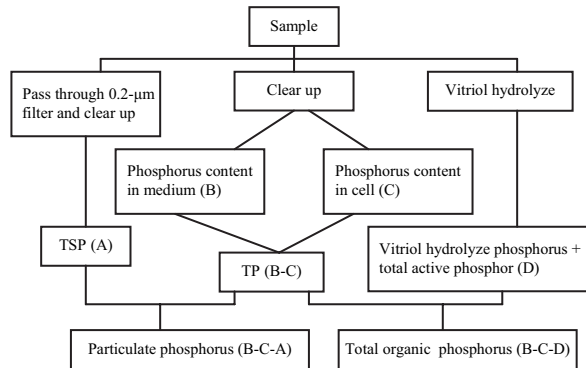 Sample
Pass through 0.2-μm
filter and clear up
Clear up
Vitriol hydrolyze
Phosphorus content
in medium (B)
Phosphorus content
in cell (C)
TSP (A)
TP (B-C)
Vitriol hydrolyze phosphorus +
total active phosphor (D)
Particulate phosphorus (B-C-A)
Total organic phosphorus (B-C-D)